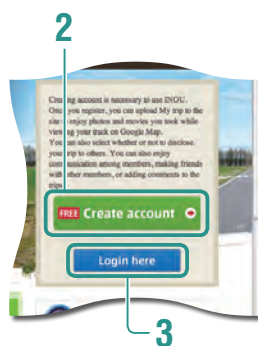 2
Creating account is necessary to use INOU.
Once you register, you can upload My trip to the
site to enjoy photos and movies you took while
viewing your track on Google Map.
You can also select whether or not to disclose
your trip to others. You can also enjoy
communication among members, making friends
with other members, or adding comments to the
trips.
FREE Create account
Login here
3